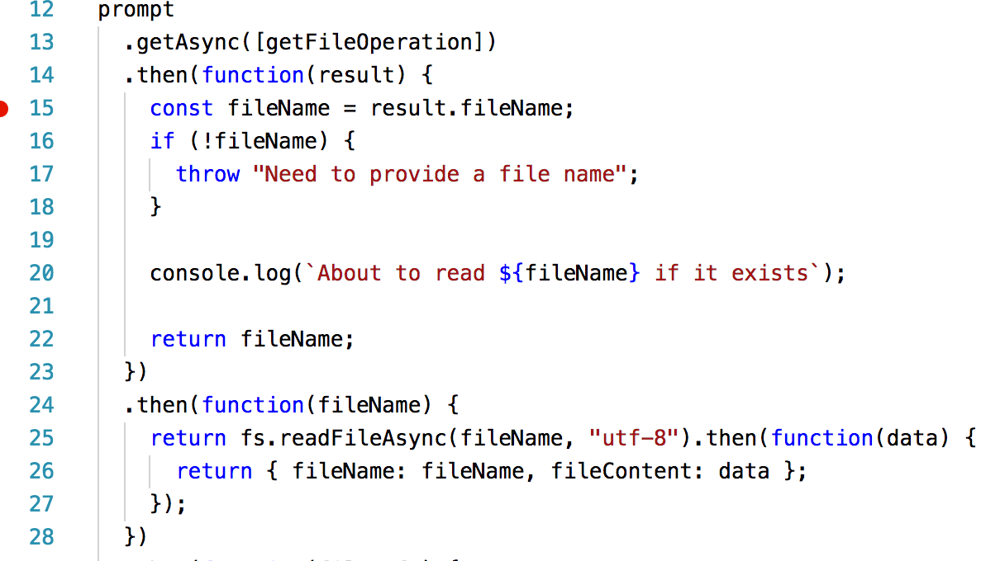 12 prompt
13   .getAsync([getFileOperation])
14   .then(function(result) {
15     const fileName = result.fileName;
16     if (!fileName) {
17       throw "Need to provide a file name";
18     }
19
20     console.log(`About to read ${fileName} if it exists`);
21
22     return fileName;
23   })
24   .then(function(fileName) {
25     return fs.readFileAsync(fileName, "utf-8").then(function(data) {
26       return { fileName: fileName, fileContent: data };
27     });
28   })